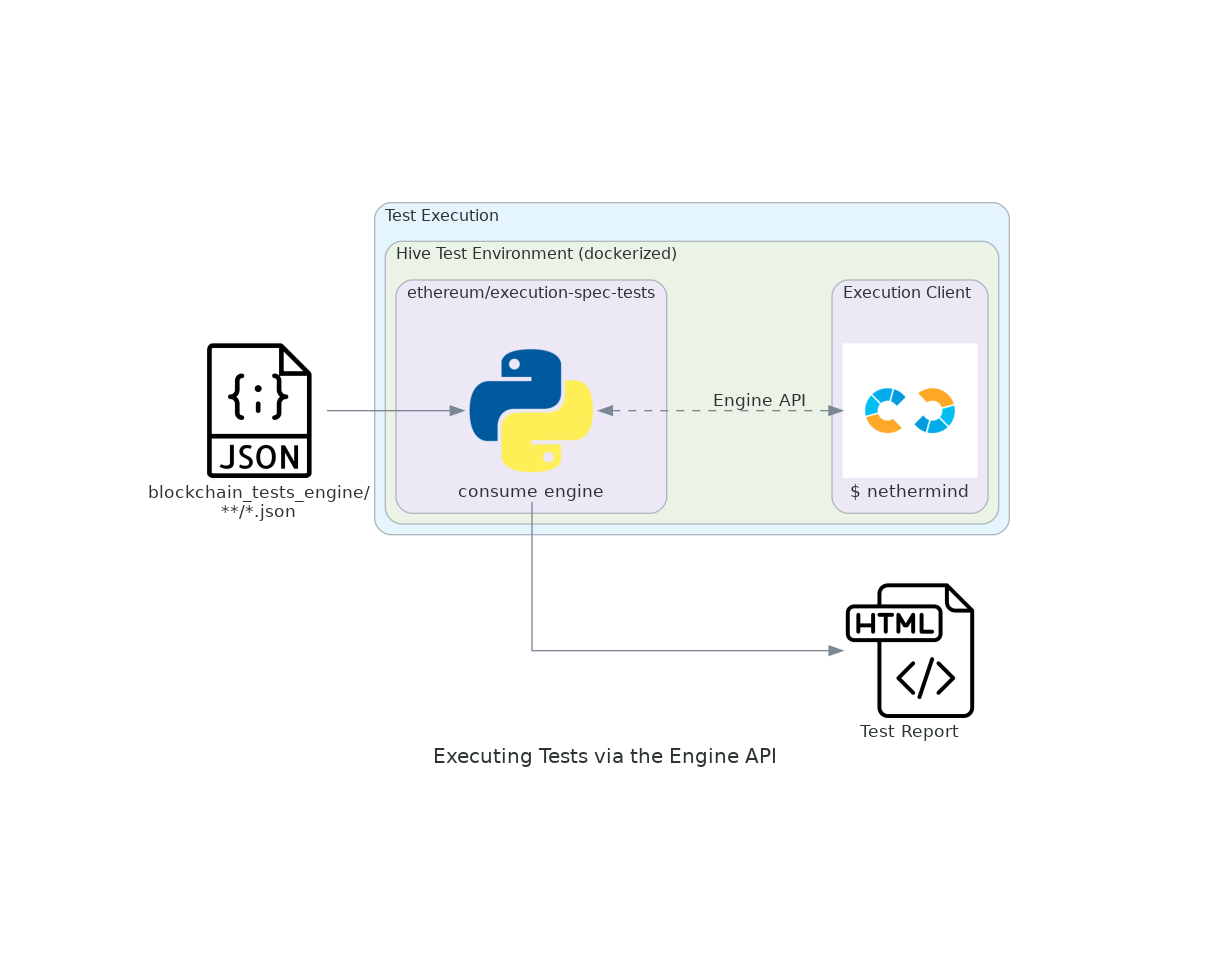 Test Execution
Hive Test Environment (dockerized)
ethereum/execution-spec-tests
Execution Client
{;}
JSON
blockchain_tests_engine/
**/*.json
Engine API
consume engine
$ nethermind
HTML
</>
Test Report
Executing Tests via the Engine API